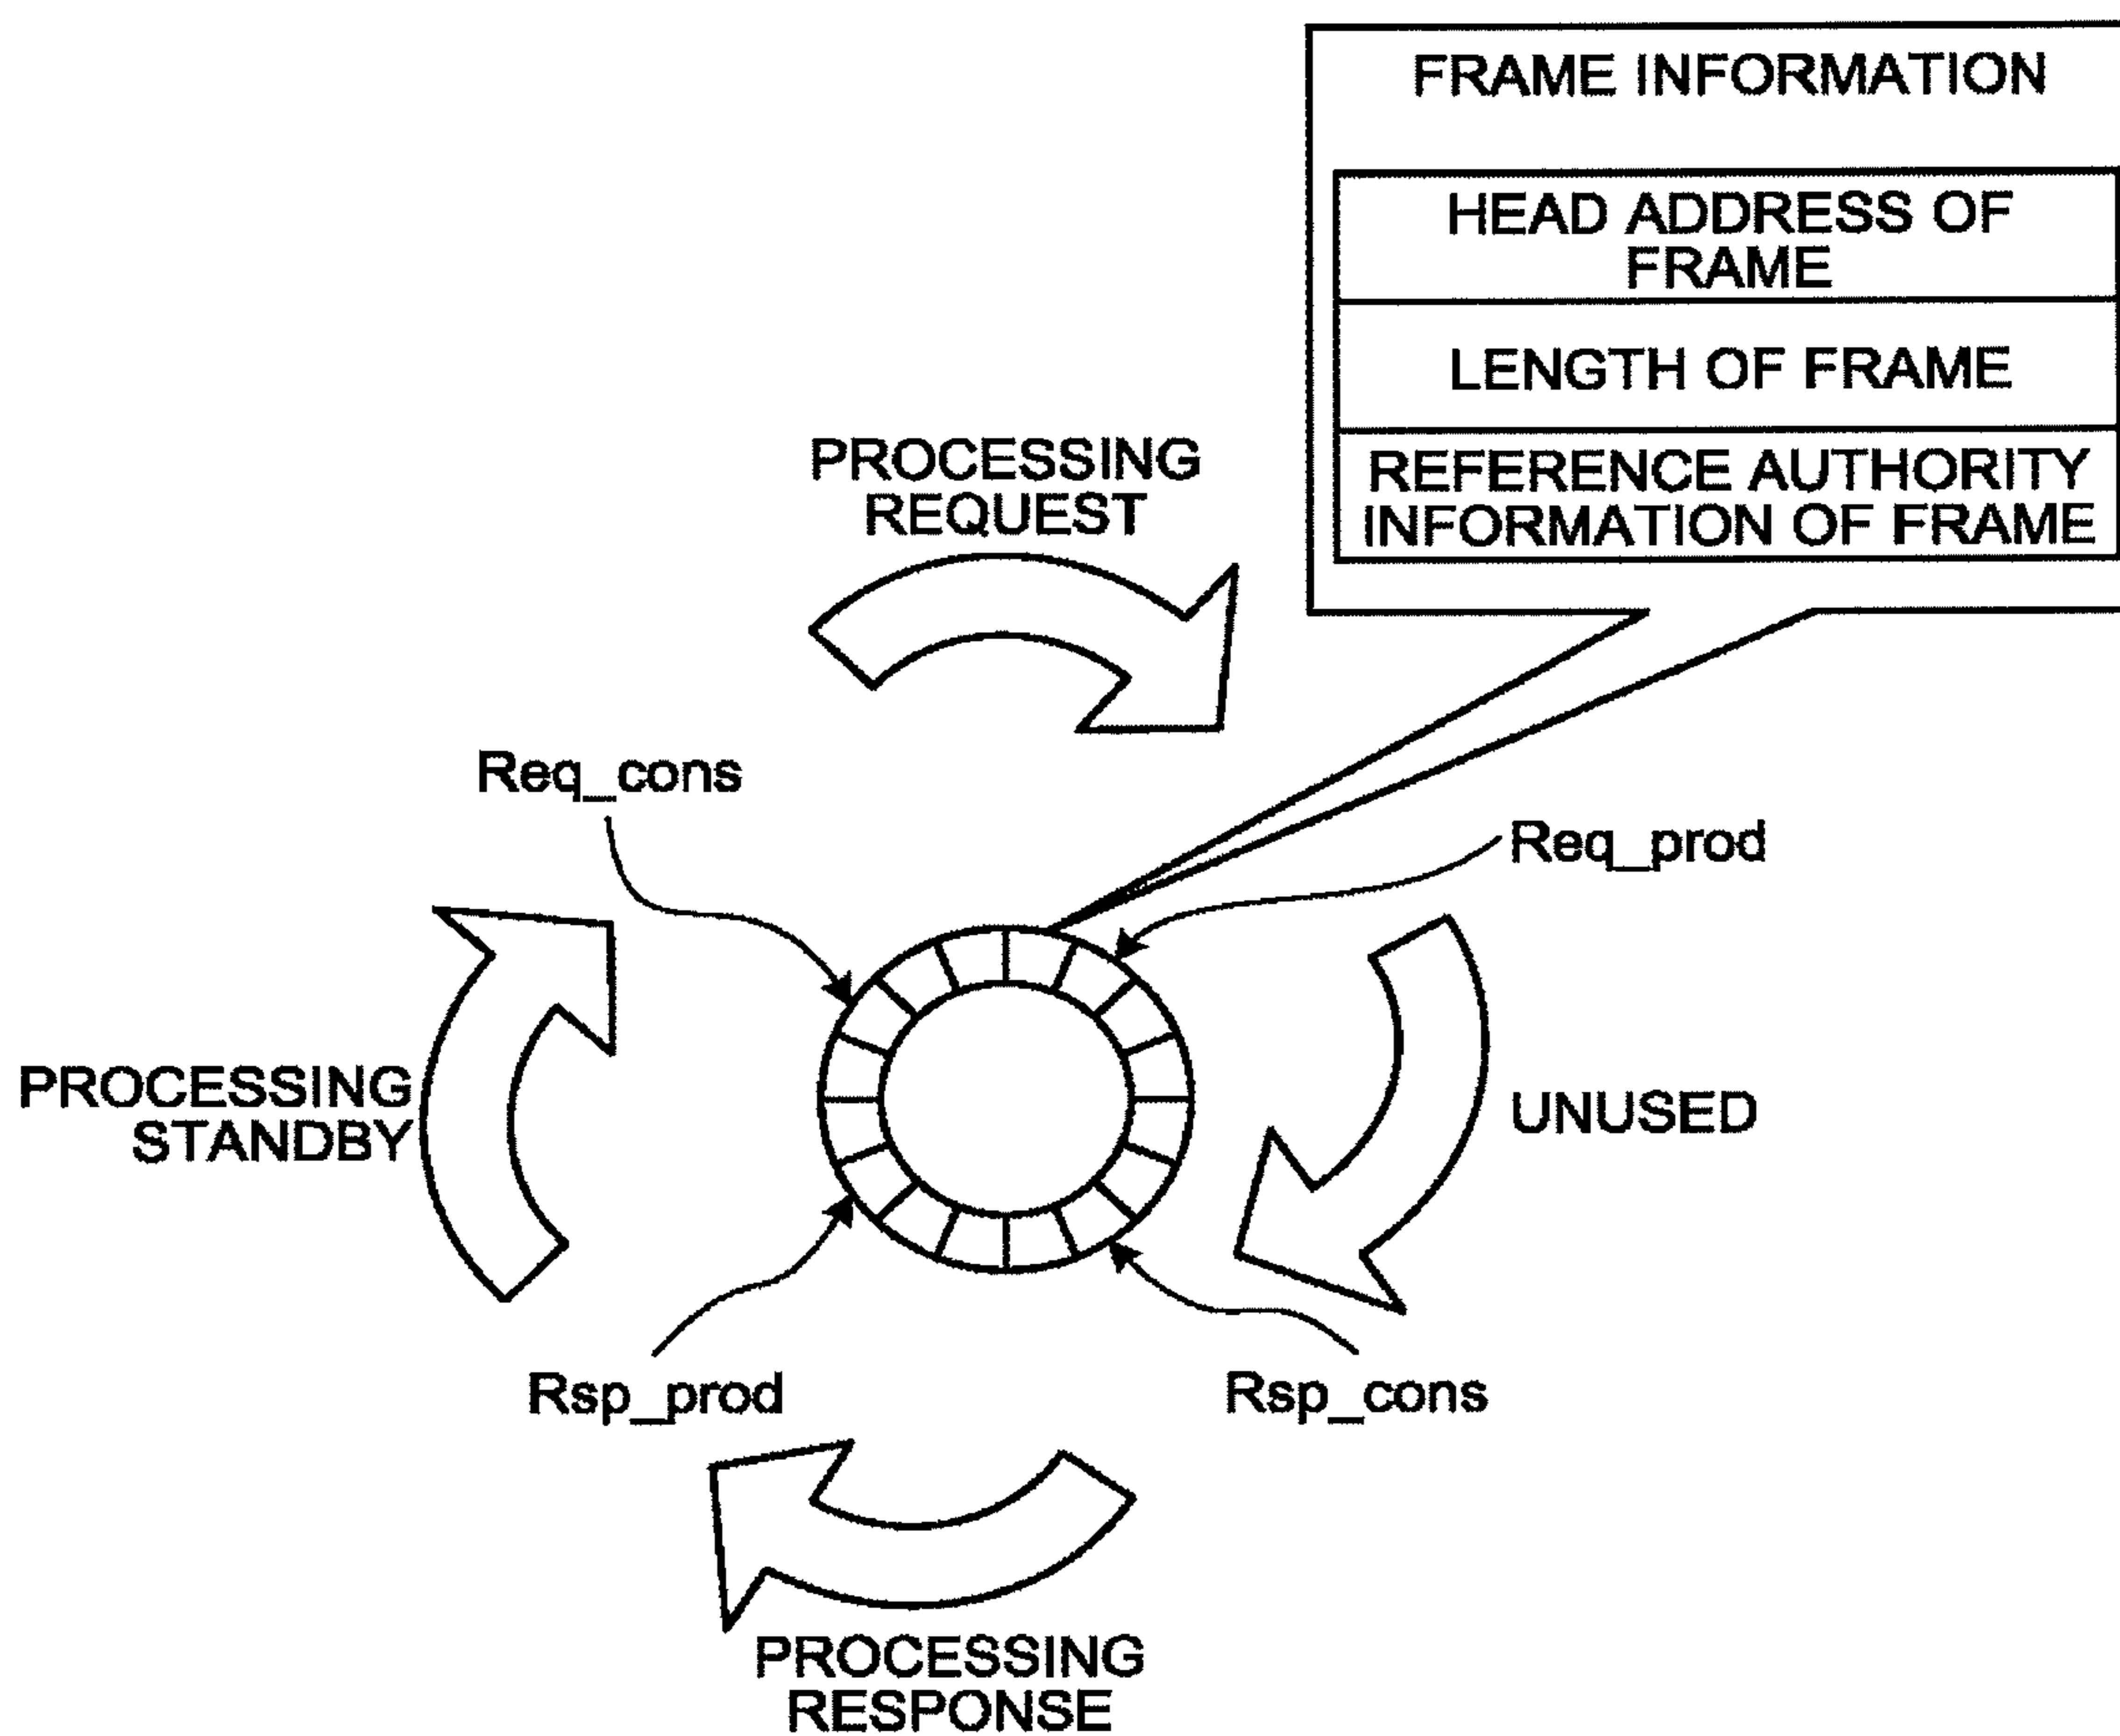 FRAME INFORMATION
HEAD ADDRESS OF
FRAME
LENGTH OF FRAME
REFERENCE AUTHORITY
INFORMATION OF FRAME
PROCESSING
REQUEST
Req_cons
Req_prod
PROCESSING
STANDBY
UNUSED
Rsp_prod
Rsp_cons
PROCESSING
RESPONSE